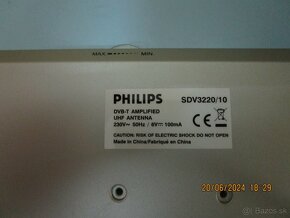 MAX MIN
PHILIPS SDV3220/10
DVB-T AMPLIFIED
UHF ANTENNA
230V~ 50Hz / 6V⎓ 100mA
CAUTION: RISK OF ELECTRIC SHOCK DO NOT OPEN
Made in China/Fabriqué en Chine
20/06/2024 18:29
bazos.sk